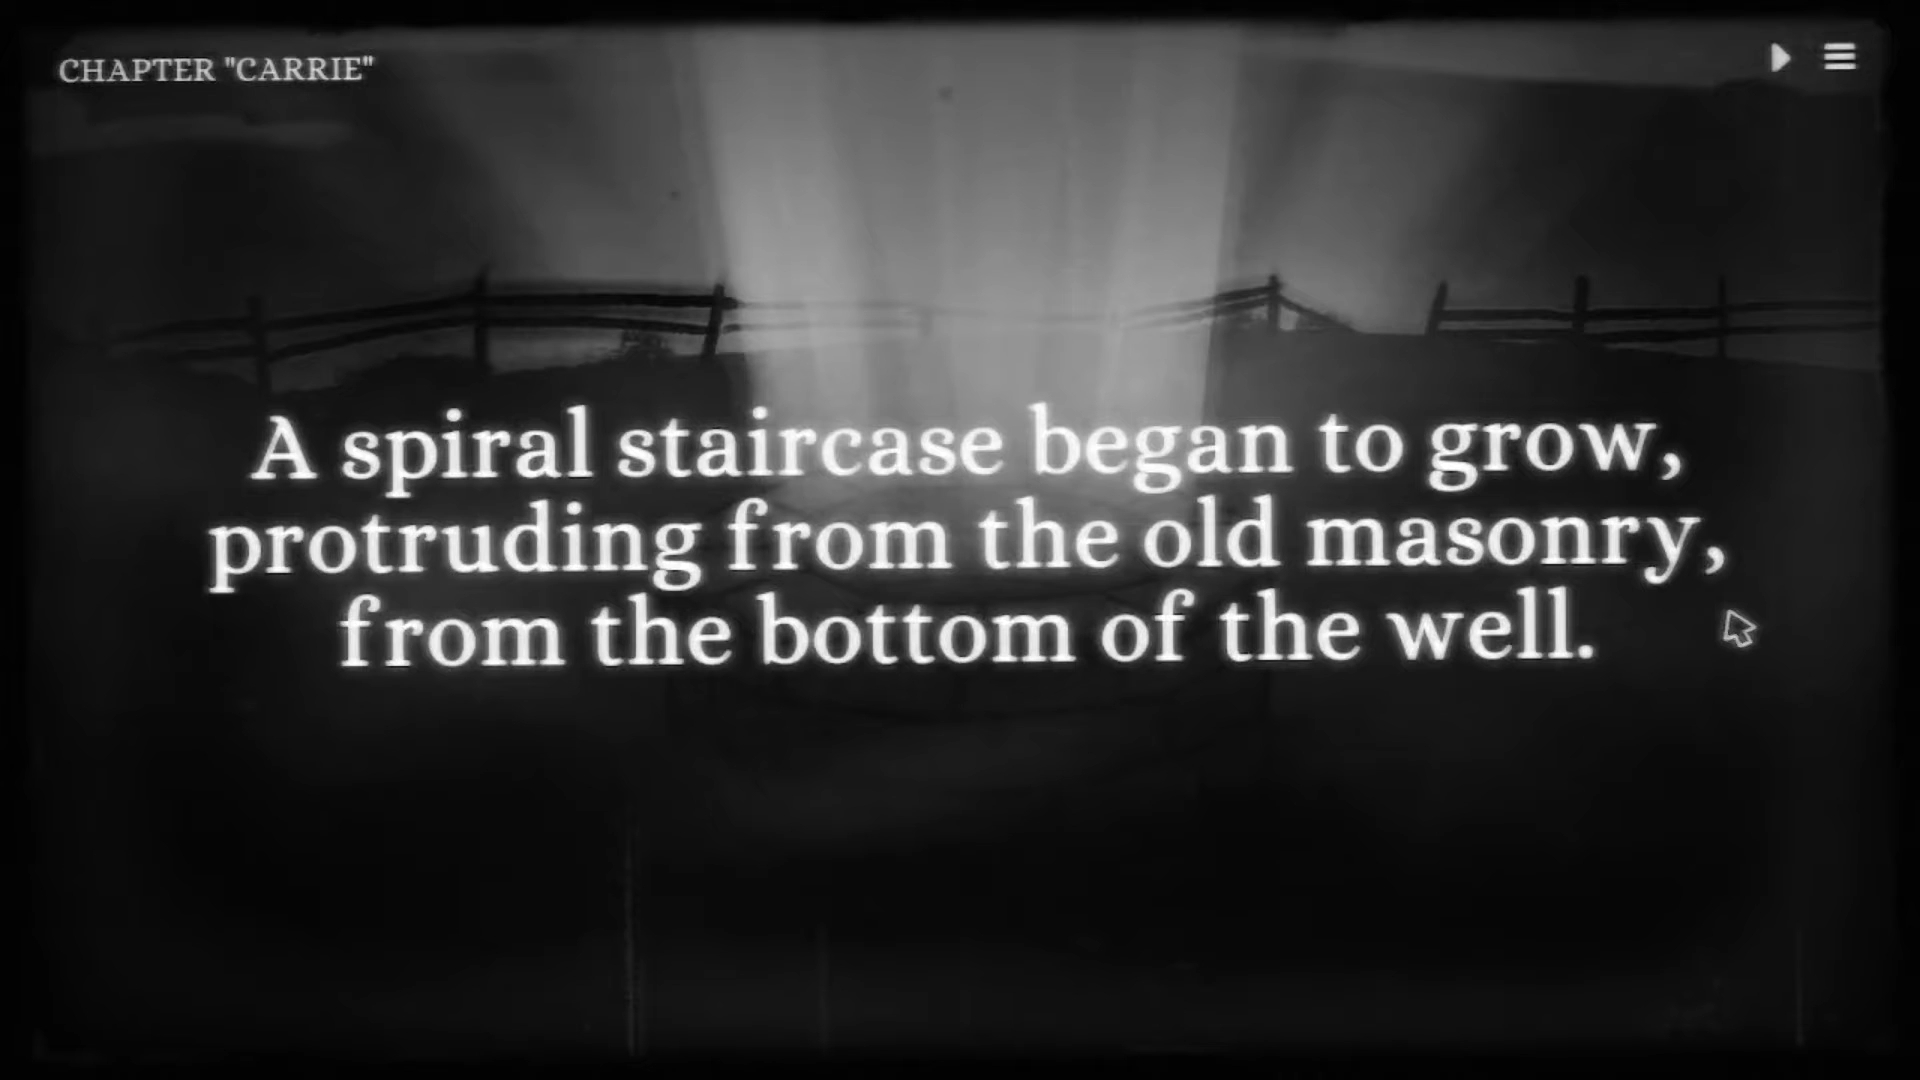 CHAPTER "CARRIE"
A spiral staircase began to grow,
protruding from the old masonry,
from the bottom of the well.